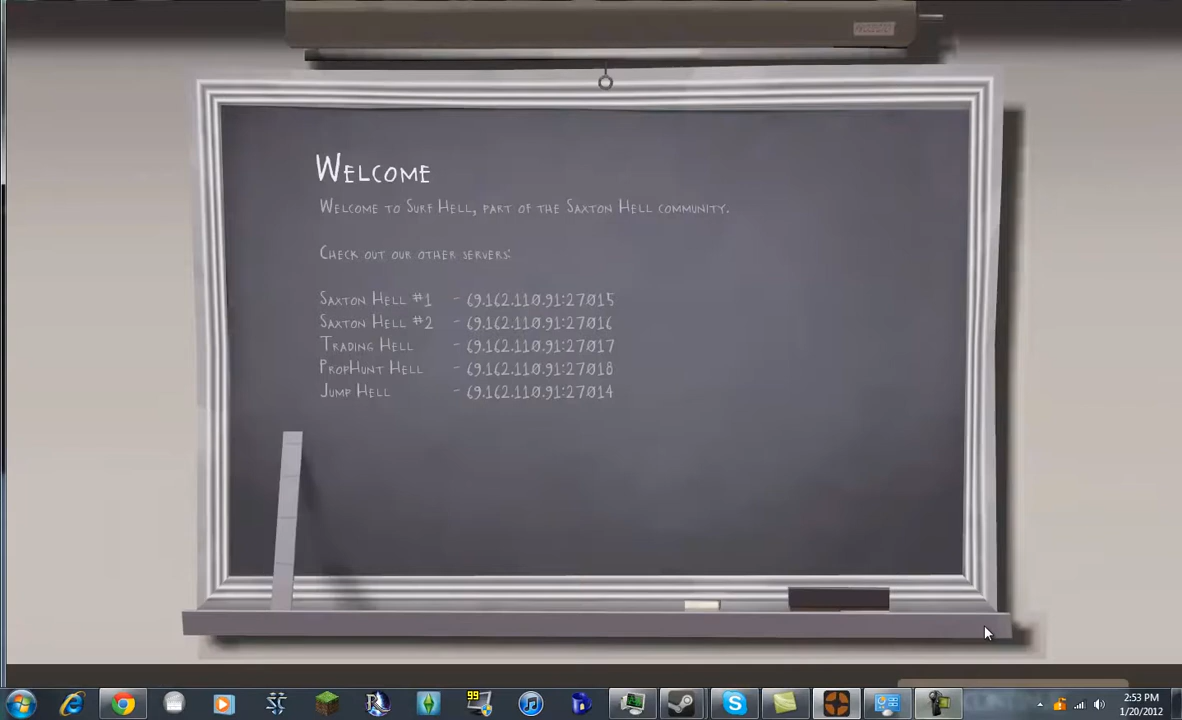 Welcome
Welcome to Surf Hell, part of the Saxton Hell community.
Check out our other servers:
Saxton Hell #1 - 69.162.110.91:27015
Saxton Hell #2 - 69.162.110.91:27016
Trading Hell - 69.162.110.91:27017
PropHunt Hell - 69.162.110.91:27018
Jump Hell - 69.162.110.91:27014
99
2:53 PM
1/20/2012